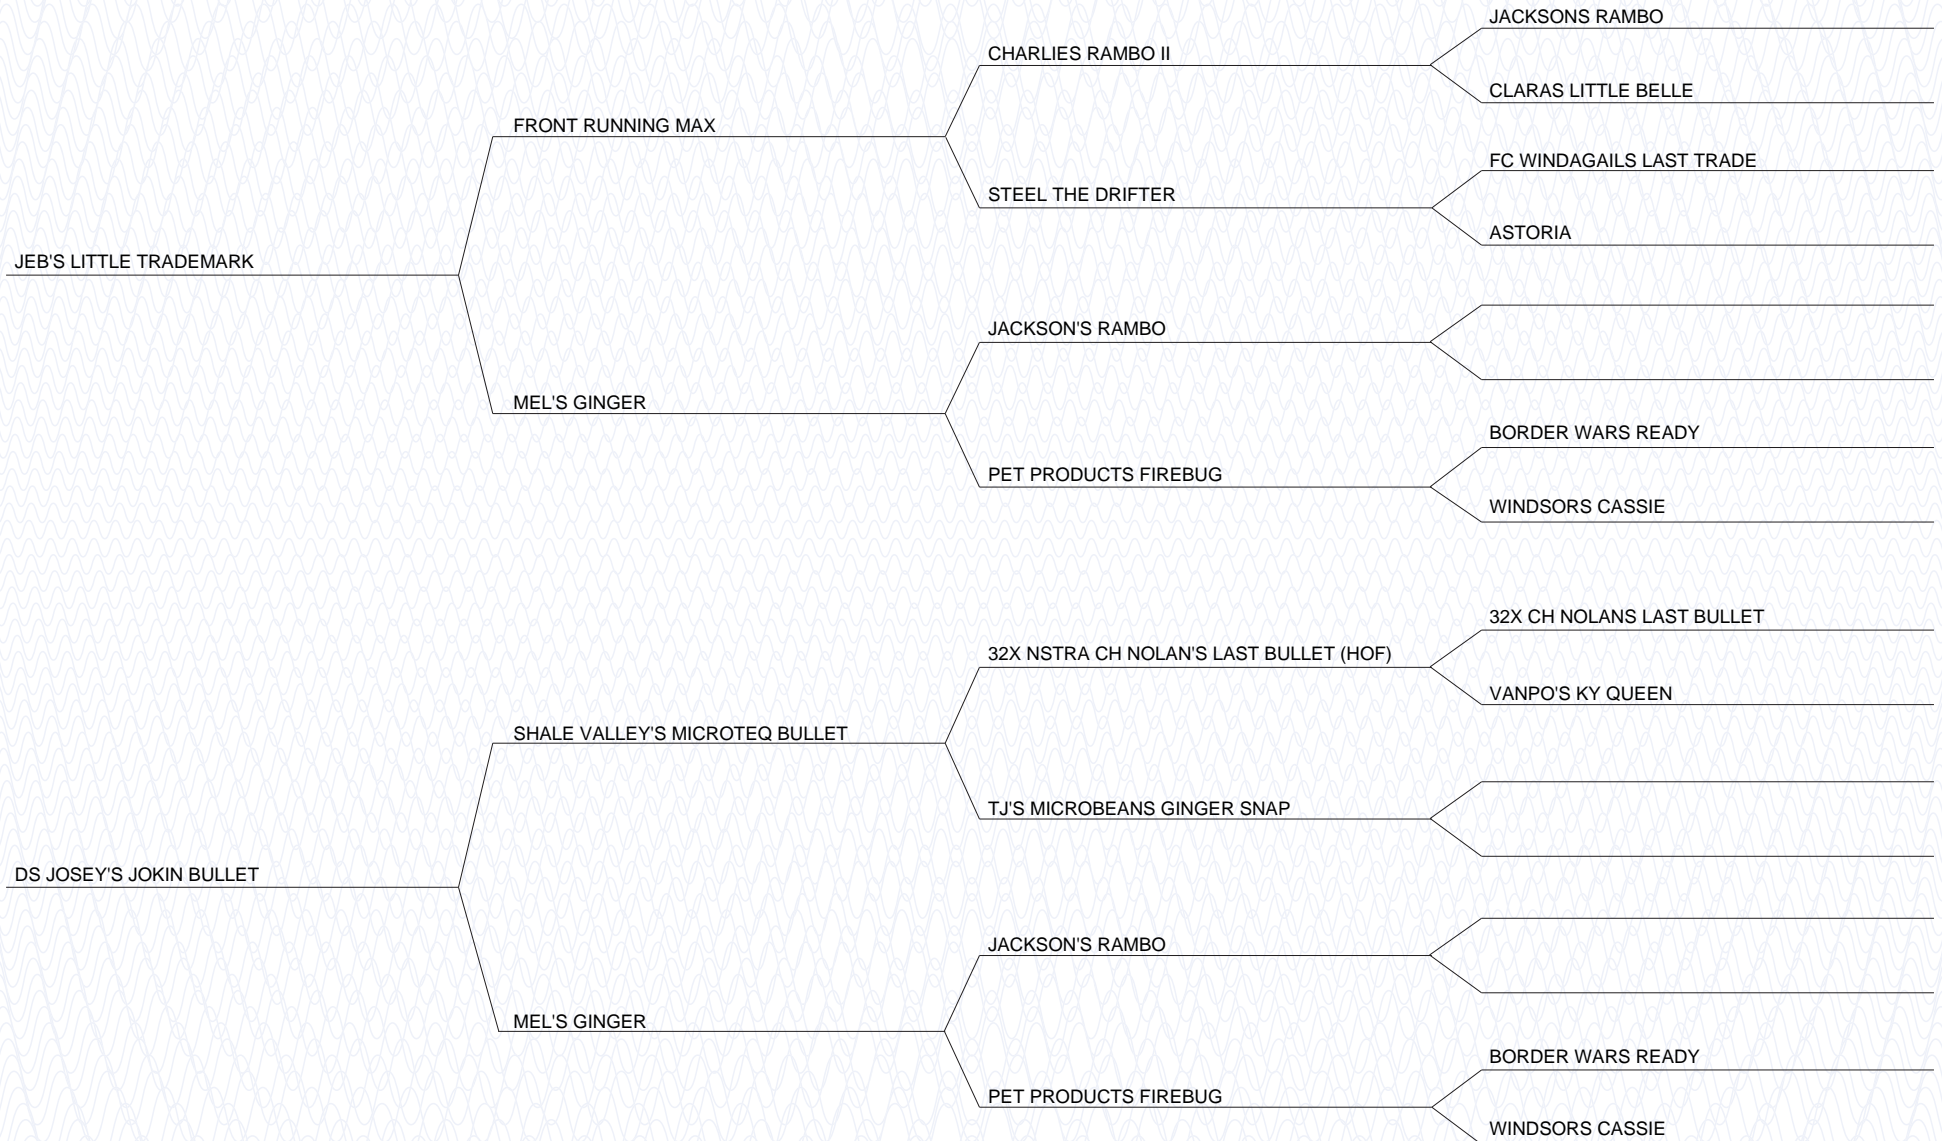 JACKSONS RAMBO
CHARLIES RAMBO II
CLARAS LITTLE BELLE
FRONT RUNNING MAX
FC WINDAGAILS LAST TRADE
STEEL THE DRIFTER
ASTORIA
JEB'S LITTLE TRADEMARK
JACKSON'S RAMBO
MEL'S GINGER
BORDER WARS READY
PET PRODUCTS FIREBUG
WINDSORS CASSIE
32X CH NOLANS LAST BULLET
32X NSTRA CH NOLAN'S LAST BULLET (HOF)
VANPO'S KY QUEEN
SHALE VALLEY'S MICROTEQ BULLET
TJ'S MICROBEANS GINGER SNAP
DS JOSEY'S JOKIN BULLET
JACKSON'S RAMBO
MEL'S GINGER
BORDER WARS READY
PET PRODUCTS FIREBUG
WINDSORS CASSIE